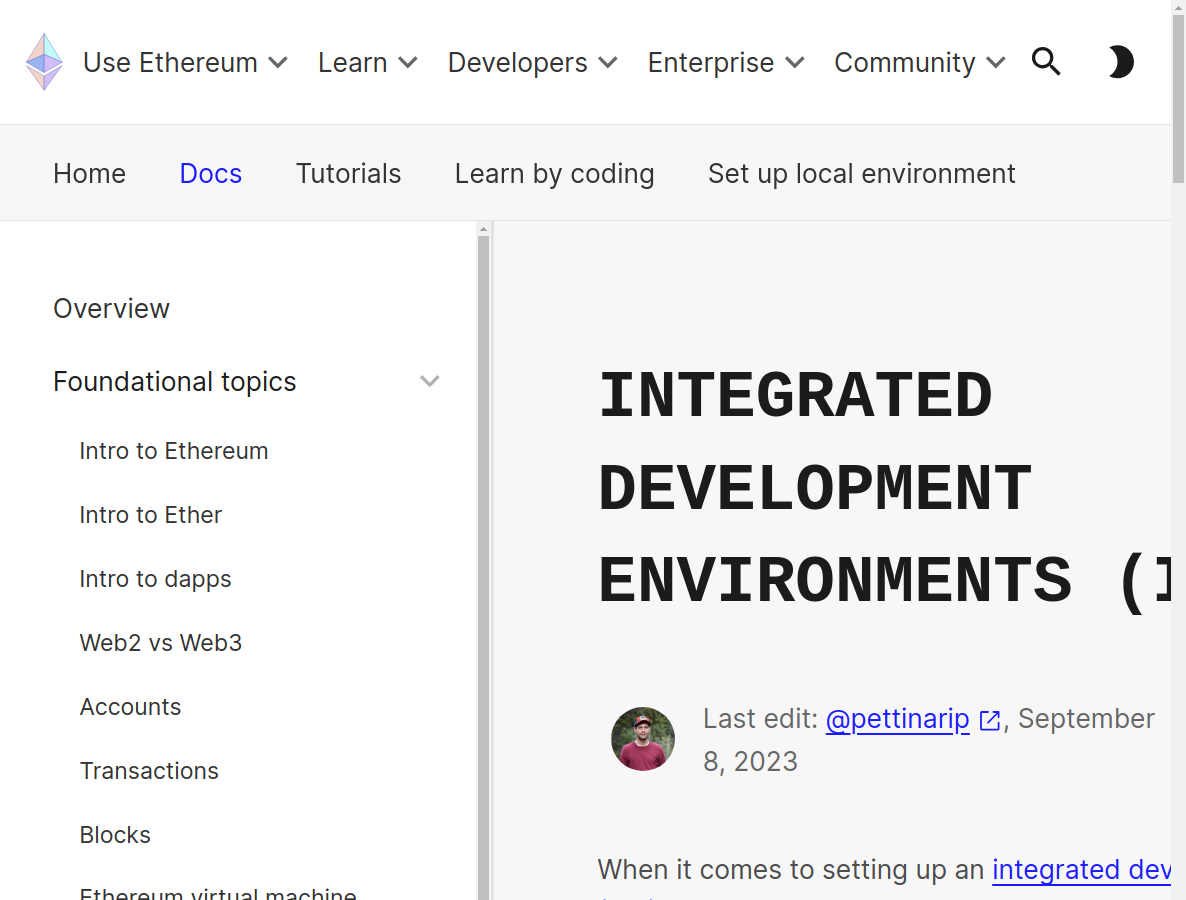 Use Ethereum Learn Developers Enterprise Community
Home Docs Tutorials Learn by coding Set up local environment
Overview
Foundational topics
Intro to Ethereum
Intro to Ether
Intro to dapps
Web2 vs Web3
Accounts
Transactions
Blocks
Ethereum virtual machine
INTEGRATED
DEVELOPMENT
ENVIRONMENTS (I
Last edit: @pettinarip , September
8, 2023
When it comes to setting up an integrated dev